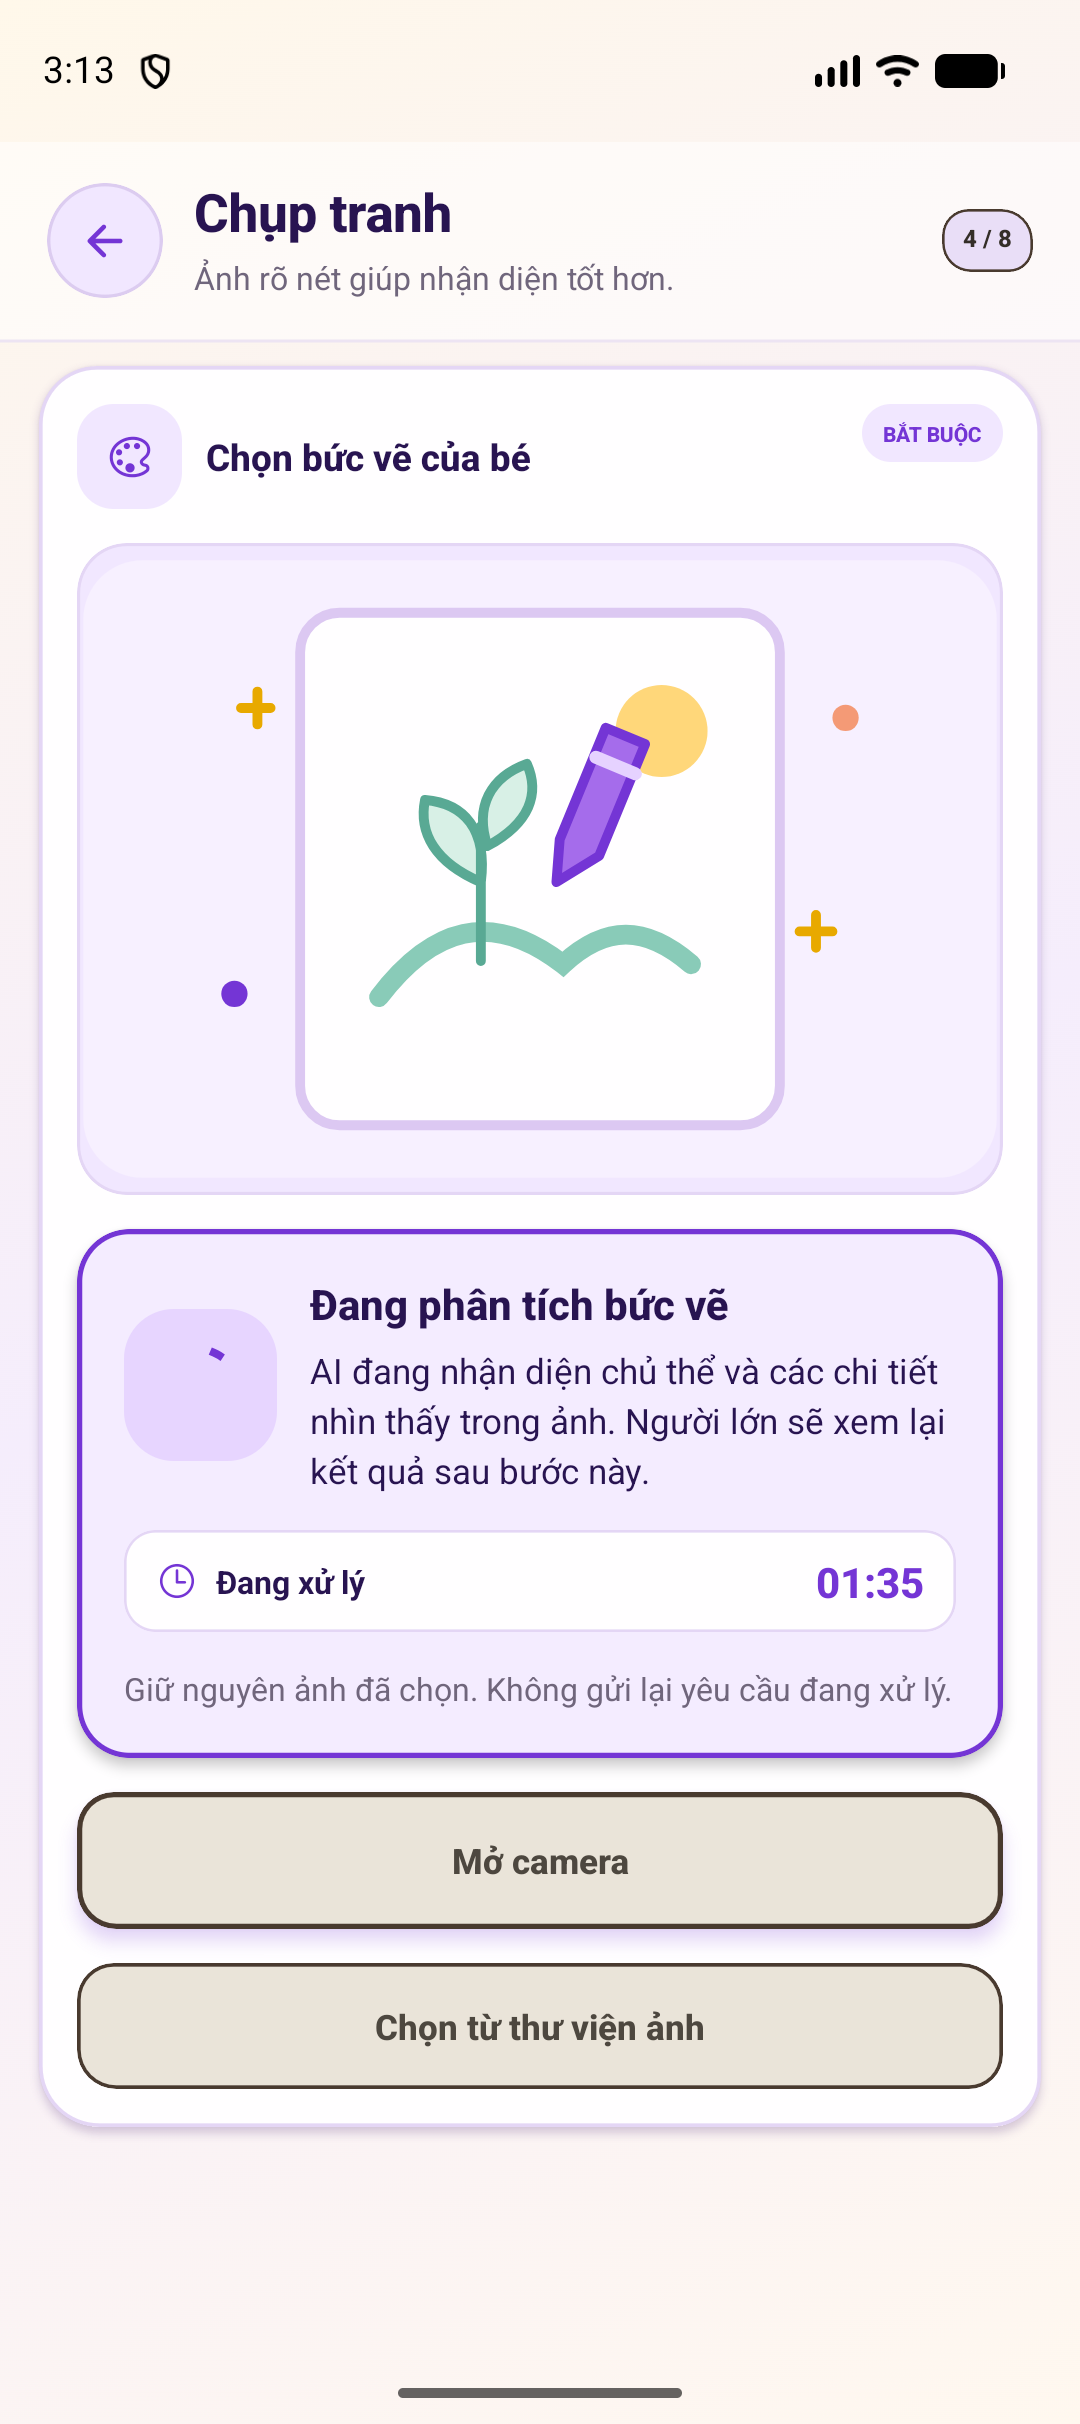 3:13
Chụp tranh
Ảnh rõ nét giúp nhận diện tốt hơn.
4 / 8
Chọn bức vẽ của bé
BẮT BUỘC
Đang phân tích bức vẽ
AI đang nhận diện chủ thể và các chi tiết
nhìn thấy trong ảnh. Người lớn sẽ xem lại
kết quả sau bước này.
Đang xử lý
01:35
Giữ nguyên ảnh đã chọn. Không gửi lại yêu cầu đang xử lý.
Mở camera
Chọn từ thư viện ảnh